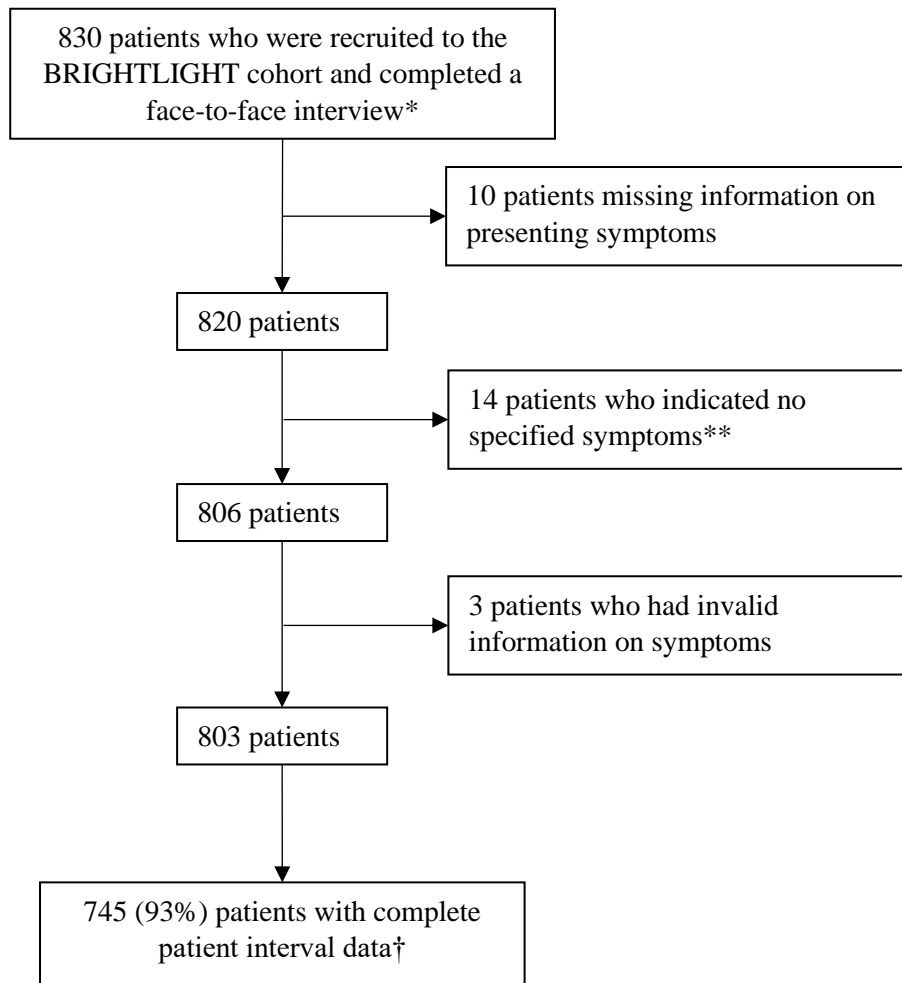 830 patients who were recruited to the
BRIGHTLIGHT cohort and completed a
face-to-face interview*
10 patients missing information on
presenting symptoms
820 patients
14 patients who indicated no
specified symptoms**
806 patients
3 patients who had invalid
information on symptoms
803 patients
745 (93%) patients with complete
patient interval data†